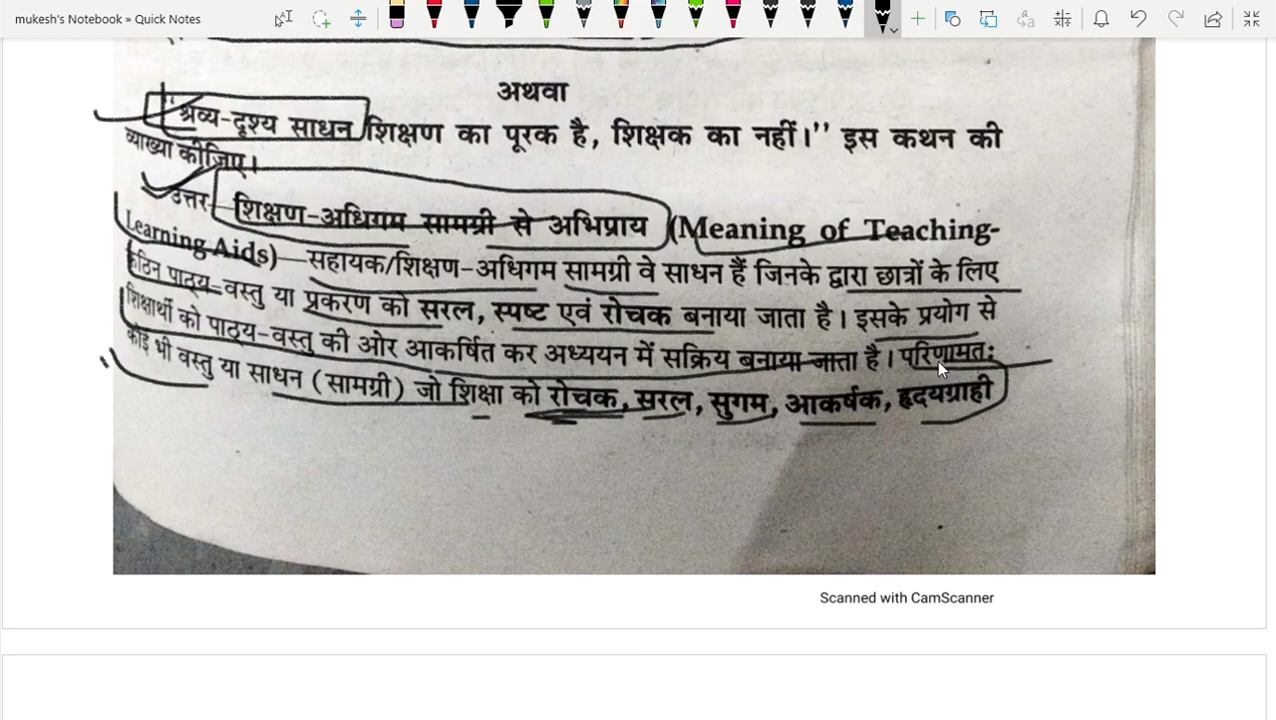 mukesh's Notebook » Quick Notes
अथवा
"श्रव्य-दृश्य साधन शिक्षण का पूरक है, शिक्षक का नहीं।" इस कथन की
व्याख्या कीजिए।
उत्तर— शिक्षण-अधिगम सामग्री से अभिप्राय (Meaning of Teaching-
Learning Aids)—सहायक/शिक्षण-अधिगम सामग्री वे साधन हैं जिनके द्वारा छात्रों के लिए
कठिन पाठ्य-वस्तु या प्रकरण को सरल, स्पष्ट एवं रोचक बनाया जाता है। इसके प्रयोग से
शिक्षार्थी को पाठ्य-वस्तु की ओर आकर्षित कर अध्ययन में सक्रिय बनाया जाता है। परिणामतः
कोई भी वस्तु या साधन (सामग्री) जो शिक्षा को रोचक, सरल, सुगम, आकर्षक, हृदयग्राही
Scanned with CamScanner